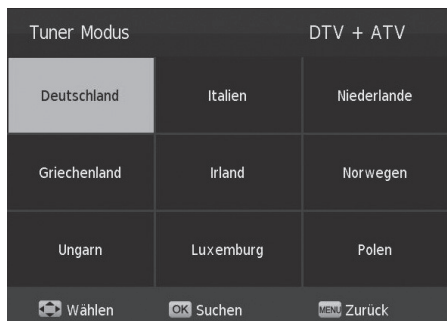 Tuner Modus DTV + ATV
Deutschland Italien Niederlande
Griechenland Irland Norwegen
Ungarn Luxemburg Polen
Wählen OK Suchen MENU Zurück